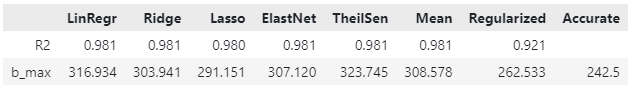 LinRegr Ridge Lasso ElastNet TheilSen Mean Regularized Accurate
R2 0.981 0.981 0.980 0.981 0.981 0.981 0.921
b_max 316.934 303.941 291.151 307.120 323.745 308.578 262.533 242.5